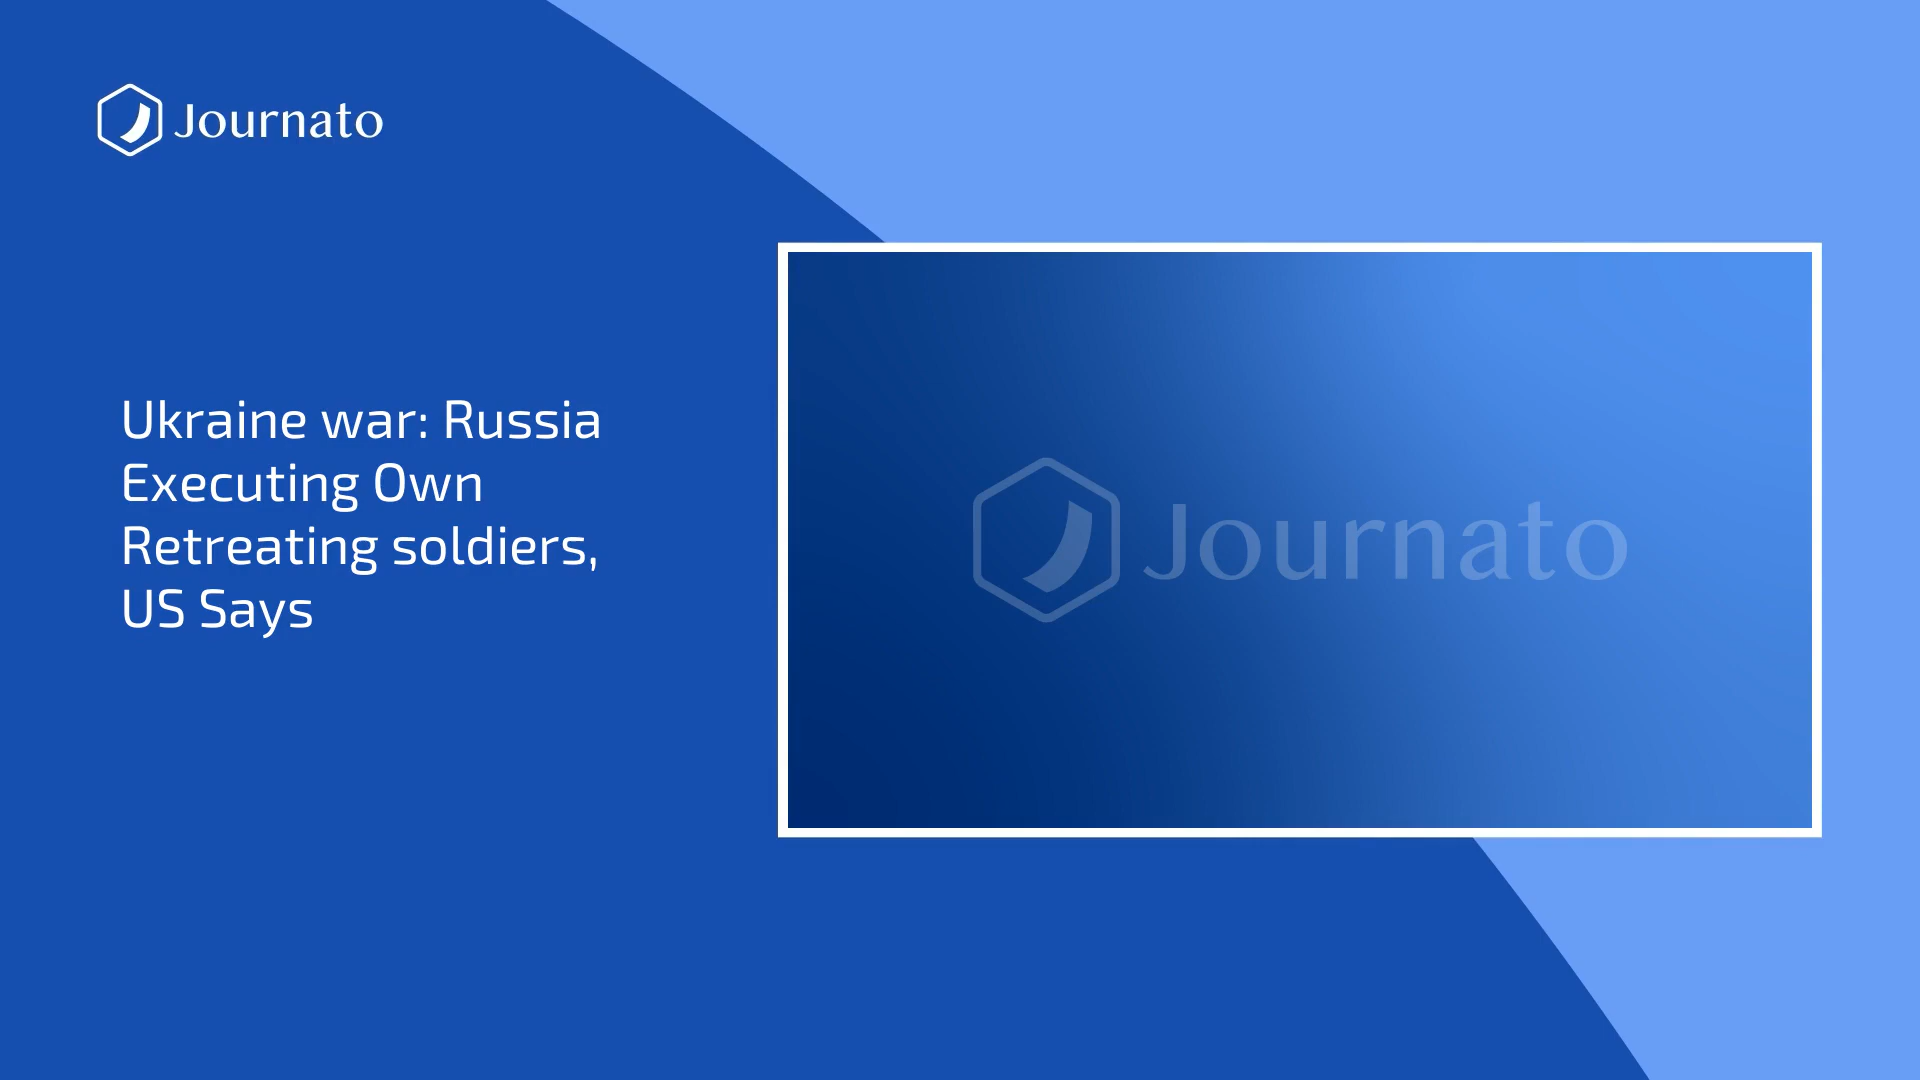 Journato
Ukraine war: Russia
Executing Own
Retreating soldiers,
US Says
Journato